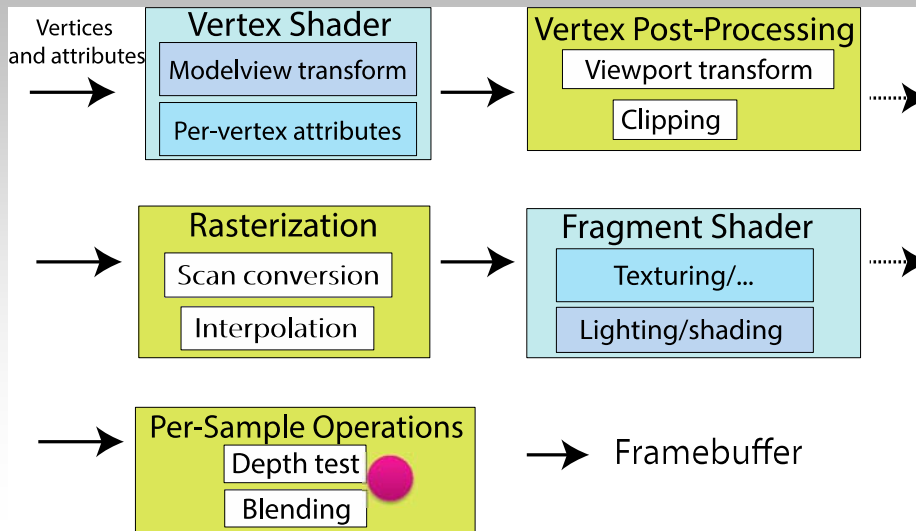 Vertices
and attributes
Vertex Shader
Modelview transform
Per-vertex attributes
Vertex Post-Processing
Viewport transform
Clipping
Rasterization
Scan conversion
Interpolation
Fragment Shader
Texturing/...
Lighting/shading
Per-Sample Operations
Depth test
Blending
Framebuffer